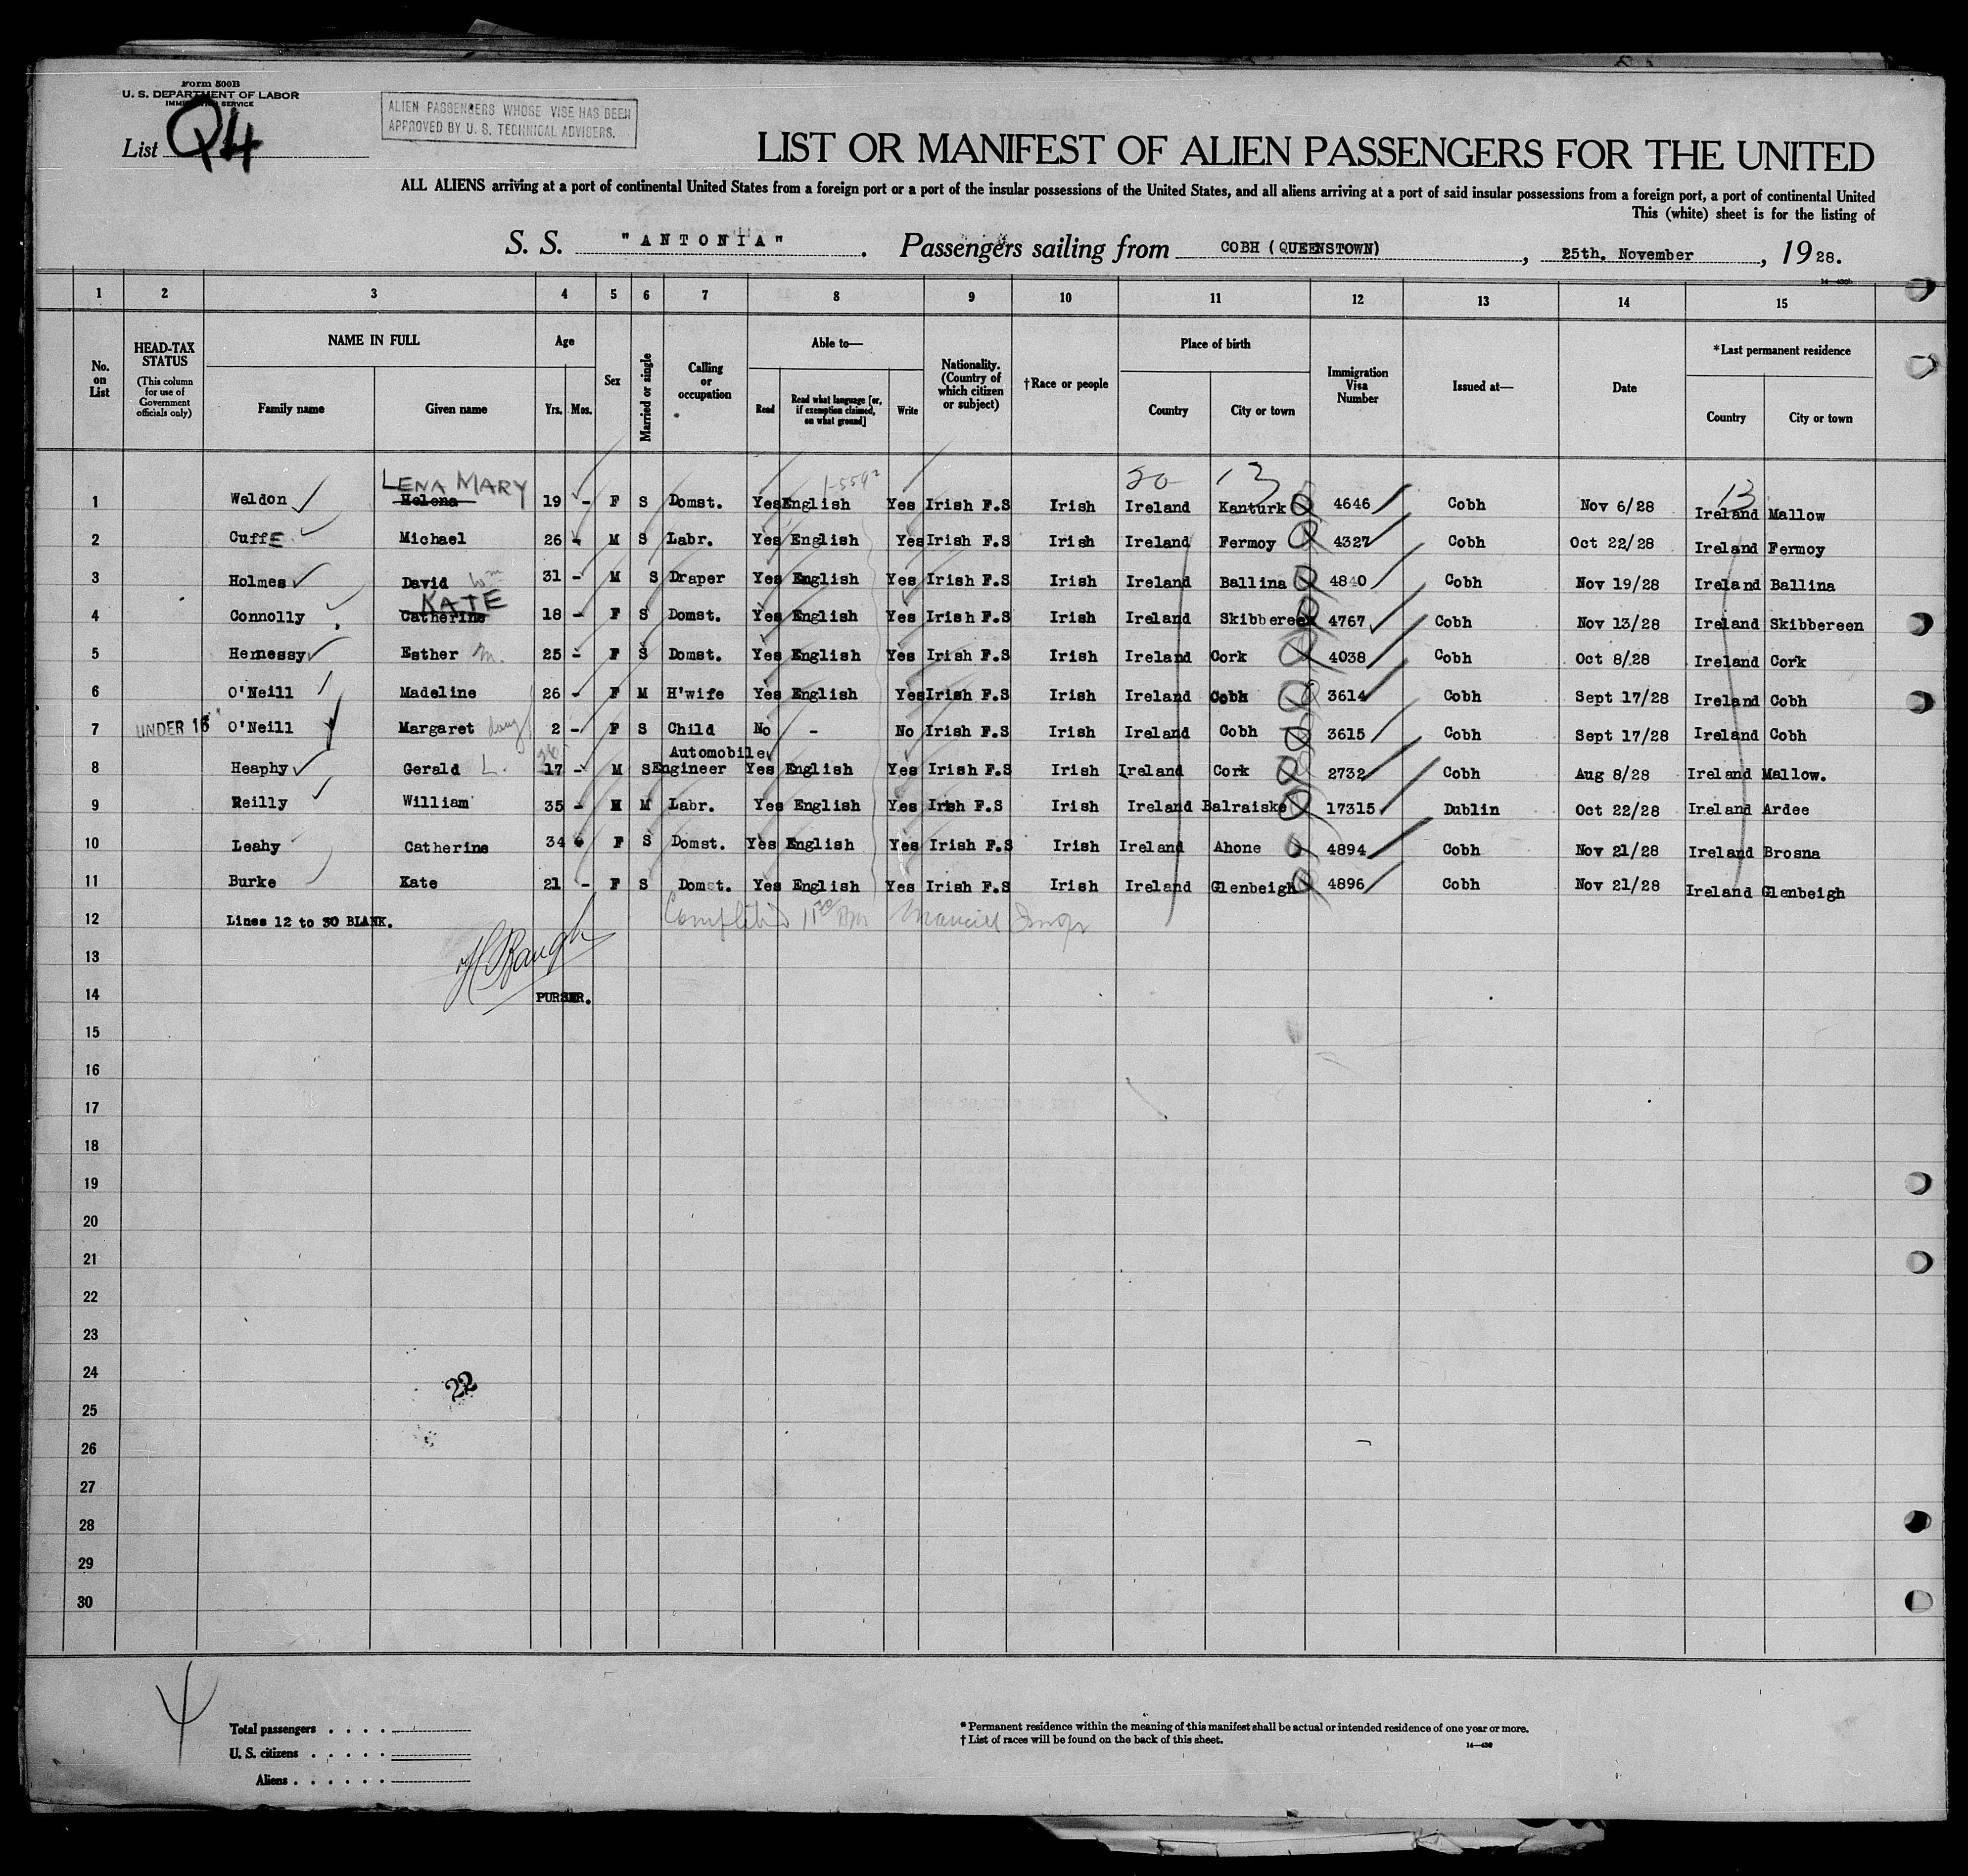 Form 500B
U. S. DEPARTMENT OF LABOR
IMMIGRATION SERVICE
List Q4
ALIEN PASSENGERS WHOSE VISE HAS BEEN
APPROVED BY U. S. TECHNICAL ADVISERS.
LIST OR MANIFEST OF ALIEN PASSENGERS FOR THE UNITED
ALL ALIENS arriving at a port of continental United States from a foreign port or a port of the insular possessions of the United States, and all aliens arriving at a port of said insular possessions from a foreign port, a port of continental United
This (white) sheet is for the listing of
S. S. "ANTONIA". Passengers sailing from COBH (QUEENSTOWN), 25th. November, 1928.
14—430b
1 2 3 4 5 6 7 8 9 10 11 12 13 14 15
No. on List
HEAD-TAX STATUS (This column for use of Government officials only)
NAME IN FULL Family name Given name
Age Yrs. Mos.
Sex
Married or single
Calling or occupation
Able to— Read Read what language [or, if exemption claimed, on what ground] Write
Nationality. (Country of which citizen or subject)
†Race or people
Place of birth Country City or town
Immigration Visa Number
Issued at—
Date
*Last permanent residence Country City or town
LENA MARY 20 13 13
1 Weldon Helena 19 - F S Domst. Yes English Yes Irish F.S Irish Ireland Kanturk 4646 Cobh Nov 6/28 Ireland Mallow
2 CuffE Michael 26 - M S Labr. Yes English Yes Irish F.S Irish Ireland Fermoy 4327 Cobh Oct 22/28 Ireland Fermoy
3 Holmes David Wm 31 - M S Draper Yes English Yes Irish F.S Irish Ireland Ballina 4840 Cobh Nov 19/28 Ireland Ballina
KATE
4 Connolly Catherine 18 - F S Domst. Yes English Yes Irish F.S Irish Ireland Skibbereen 4767 Cobh Nov 13/28 Ireland Skibbereen
5 Hennessy Esther M. 25 - F S Domst. Yes English Yes Irish F.S Irish Ireland Cork 4038 Cobh Oct 8/28 Ireland Cork
6 O'Neill Madeline 26 - F M H'wife Yes English Yes Irish F.S Irish Ireland Cobh 3614 Cobh Sept 17/28 Ireland Cobh
7 UNDER 16 O'Neill Margaret daug 2 - F S Child No - No Irish F.S Irish Ireland Cobh 3615 Cobh Sept 17/28 Ireland Cobh
8 Heaphy Gerald L. 17 - M S Automobile Engineer Yes English Yes Irish F.S Irish Ireland Cork 2732 Cobh Aug 8/28 Ireland Mallow.
9 Reilly William 35 - M M Labr. Yes English Yes Irsh F.S Irish Ireland Balraiske 17315 Dublin Oct 22/28 Ireland Ardee
10 Leahy Catherine 34 F S Domst. Yes English Yes Irish F.S Irish Ireland Ahone 4894 Cobh Nov 21/28 Ireland Brosna
11 Burke Kate 21 - F S Domst. Yes English Yes Irish F.S Irish Ireland Glenbeigh 4896 Cobh Nov 21/28 Ireland Glenbeigh
12 Lines 12 to 30 BLANK. Completed
13
14 PURSER.
15
16
17
18
19
20
21
22
23
24 22
25
26
27
28
29
30
Total passengers . . . .
U. S. citizens . . . . .
Aliens . . . . . .
* Permanent residence within the meaning of this manifest shall be actual or intended residence of one year or more.
† List of races will be found on the back of this sheet.
14—430